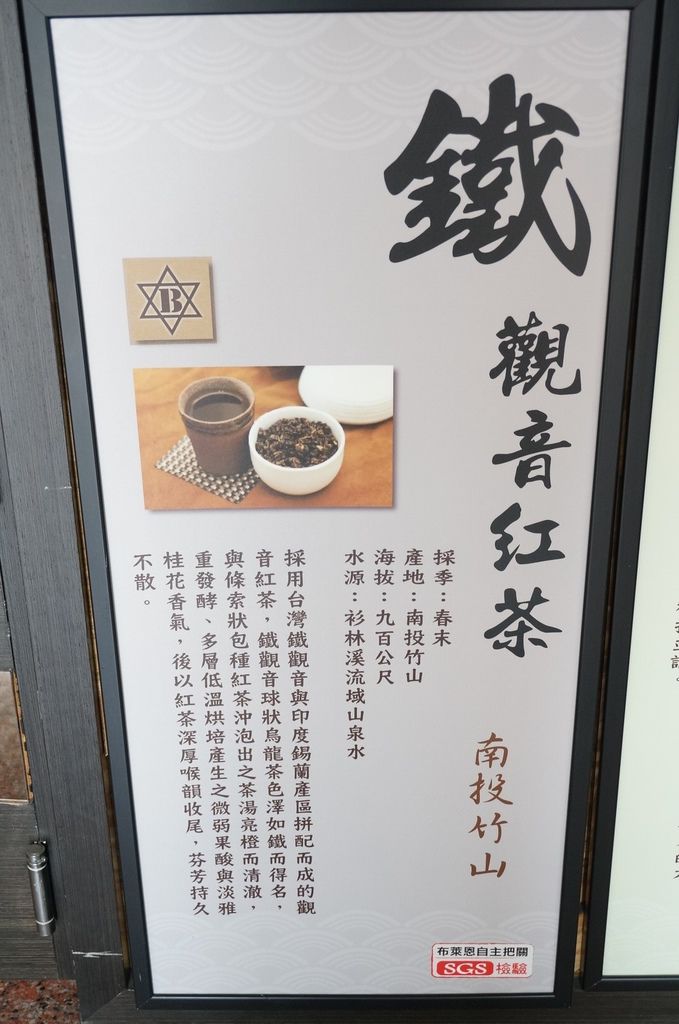 鐵觀音紅茶
南投竹山
採季：春末
產地：南投竹山
海拔：九百公尺
水源：杉林溪流域山泉水
採用台灣鐵觀音與印度錫蘭產區拼配而成的觀
音紅茶，鐵觀音球狀烏龍茶色澤如鐵而得名，
與條索狀包種紅茶沖泡出之茶湯亮橙而清澈，
重發酵、多層低溫烘培產生之微弱果酸與淡雅
桂花香氣，後以紅茶深厚喉韻收尾，芬芳持久
不散。
B
布萊恩自主把關
SGS 檢驗